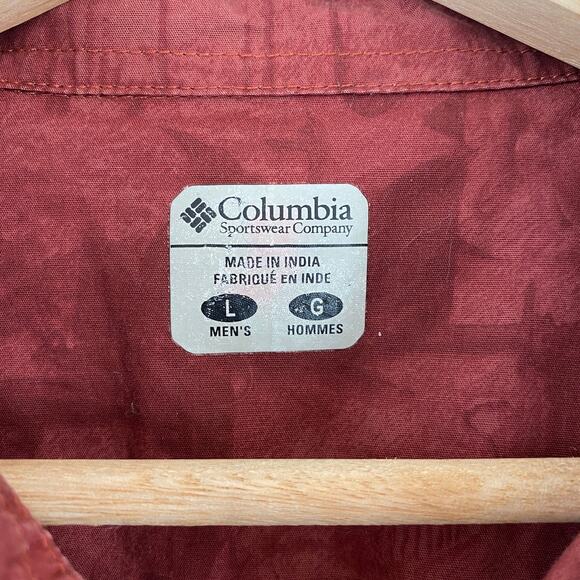 Columbia
Sportswear Company
MADE IN INDIA
FABRIQUÉ EN INDE
L G
MEN'S HOMMES